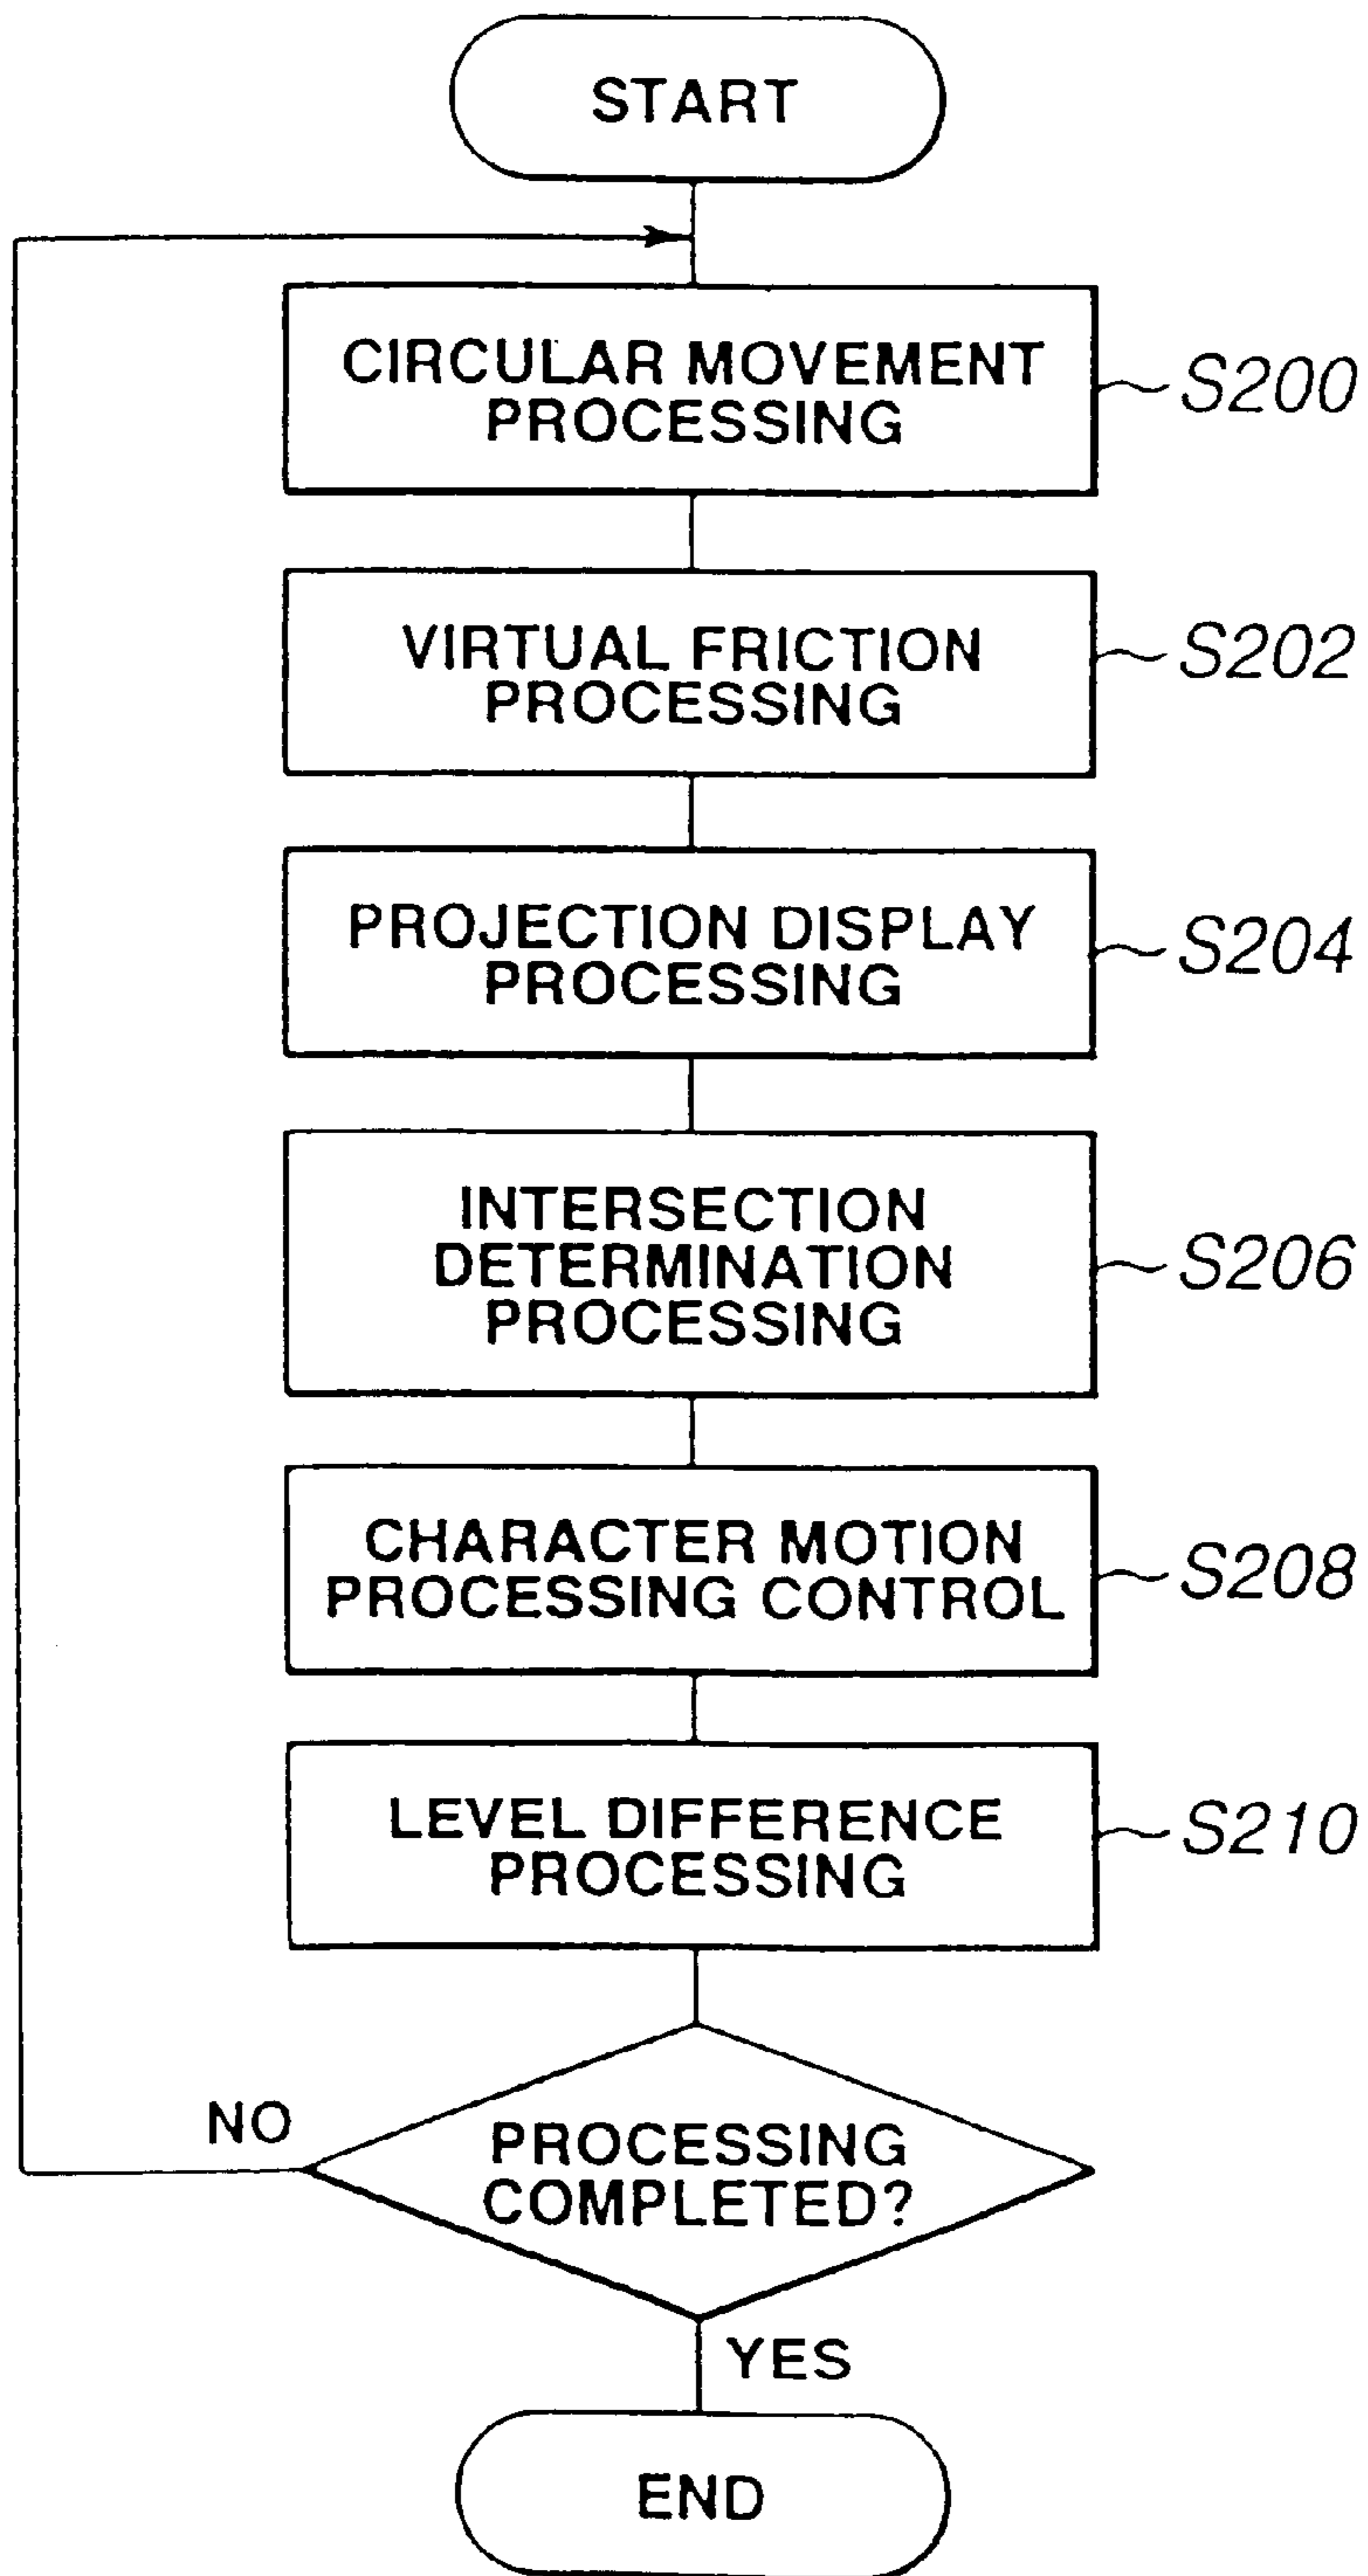 START
CIRCULAR MOVEMENT
PROCESSING
S200
VIRTUAL FRICTION
PROCESSING
S202
PROJECTION DISPLAY
PROCESSING
S204
INTERSECTION
DETERMINATION
PROCESSING
S206
CHARACTER MOTION
PROCESSING CONTROL
S208
LEVEL DIFFERENCE
PROCESSING
S210
NO
PROCESSING
COMPLETED?
YES
END